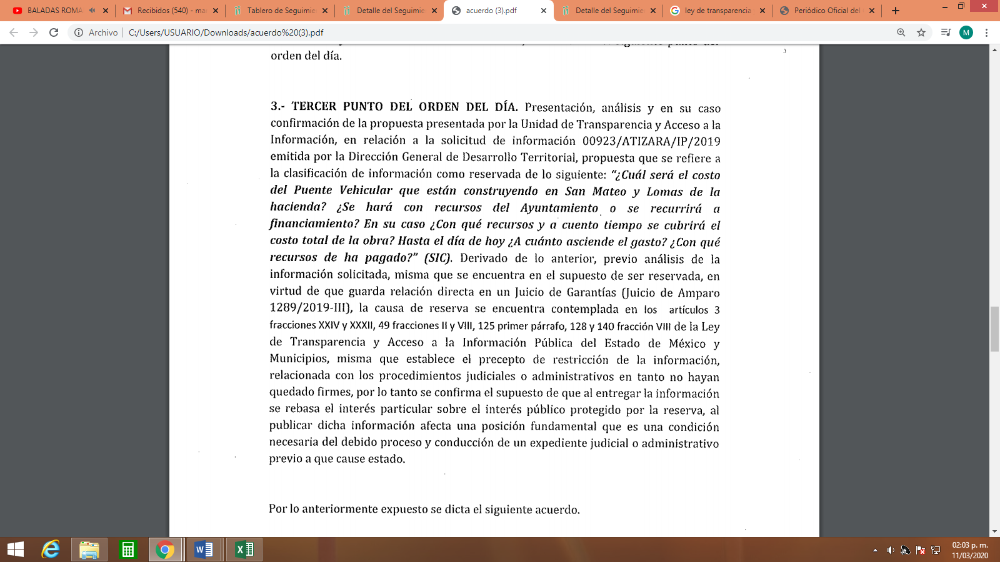 BALADAS ROMA
Recibidos (540) - ma
Tablero de Seguimie
Detalle del Seguimie
acuerdo (3).pdf
Detalle del Seguimie
ley de transparencia
Periódico Oficial del
Archivo
C:/Users/USUARIO/Downloads/acuerdo%20(3).pdf
M
orden del día.
3.- TERCER PUNTO DEL ORDEN DEL DÍA. Presentación, análisis y en su caso
confirmación de la propuesta presentada por la Unidad de Transparencia y Acceso a la
Información, en relación a la solicitud de información 00923/ATIZARA/IP/2019
emitida por la Dirección General de Desarrollo Territorial, propuesta que se refiere a
la clasificación de información como reservada de lo siguiente: "¿Cuál será el costo
del Puente Vehicular que están construyendo en San Mateo y Lomas de la
hacienda? ¿Se hará con recursos del Ayuntamiento o se recurrirá a
financiamiento? En su caso ¿Con qué recursos y a cuento tiempo se cubrirá el
costo total de la obra? Hasta el día de hoy ¿A cuánto asciende el gasto? ¿Con qué
recursos de ha pagado?" (SIC). Derivado de lo anterior, previo análisis de la
información solicitada, misma que se encuentra en el supuesto de ser reservada, en
virtud de que guarda relación directa en un Juicio de Garantías (Juicio de Amparo
1289/2019-III), la causa de reserva se encuentra contemplada en los artículos 3
fracciones XXIV y XXXII, 49 fracciones II y VIII, 125 primer párrafo, 128 y 140 fracción VIII de la Ley
de Transparencia y Acceso a la Información Pública del Estado de México y
Municipios, misma que establece el precepto de restricción de la información,
relacionada con los procedimientos judiciales o administrativos en tanto no hayan
quedado firmes, por lo tanto se confirma el supuesto de que al entregar la información
se rebasa el interés particular sobre el interés público protegido por la reserva, al
publicar dicha información afecta una posición fundamental que es una condición
necesaria del debido proceso y conducción de un expediente judicial o administrativo
previo a que cause estado.
Por lo anteriormente expuesto se dicta el siguiente acuerdo.
02:03 p. m.
11/03/2020